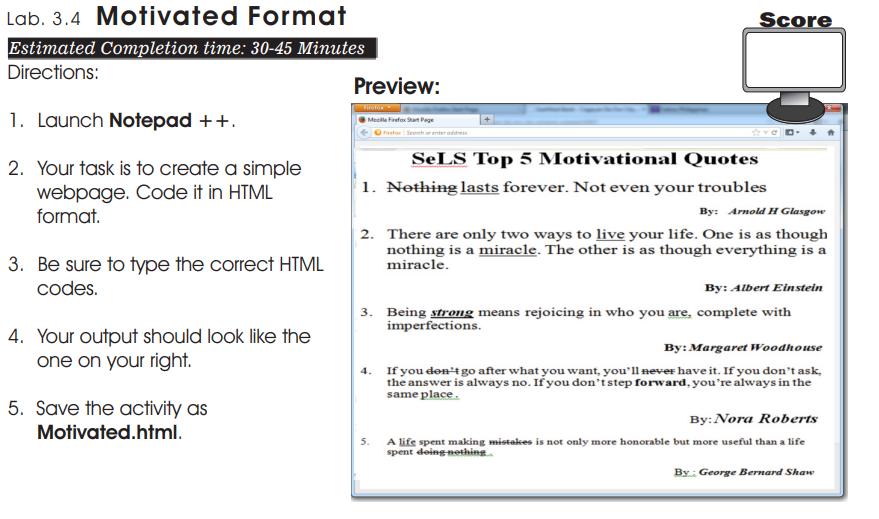 Lab. 3.4 Motivated Format
Score
Estimated Completion time: 30-45 Minutes
Directions:
1. Launch Notepad ++.
2. Your task is to create a simple
webpage. Code it in HTML
format.
3. Be sure to type the correct HTML
codes.
4. Your output should look like the
one on your right.
5. Save the activity as
Motivated.html.
Preview:
Firefox
Mozilla Firefox Start Page
Firefox Search or enter address
SeLS Top 5 Motivational Quotes
1. Nothing lasts forever. Not even your troubles
By: Arnold H Glasgow
2. There are only two ways to live your life. One is as though
nothing is a miracle. The other is as though everything is a
miracle.
By: Albert Einstein
3. Being strong means rejoicing in who you are, complete with
imperfections.
By: Margaret Woodhouse
4. If you don't go after what you want, you'll never have it. If you don't ask,
the answer is always no. If you don't step forward, you're always in the
same place .
By: Nora Roberts
5. A life spent making mistakes is not only more honorable but more useful than a life
spent doing nothing .
By : George Bernard Shaw